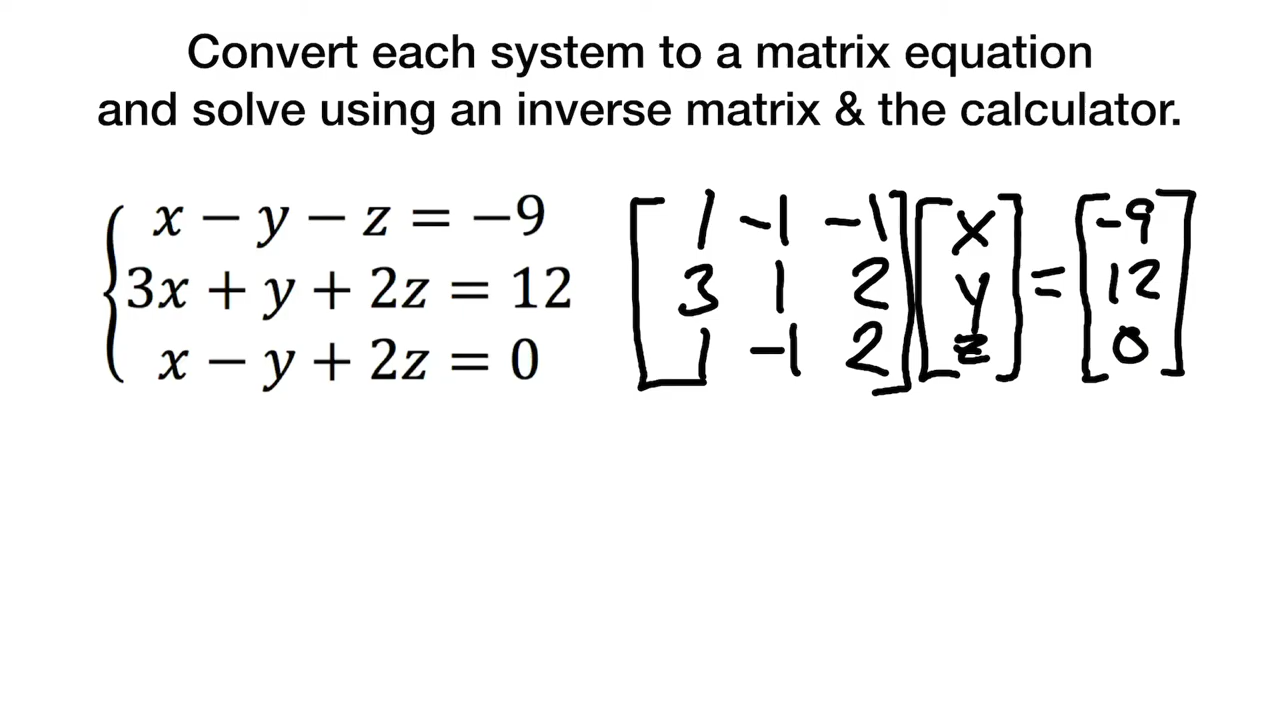 Convert each system to a matrix equation
and solve using an inverse matrix & the calculator.
x − y − z = −9
3x + y + 2z = 12
x − y + 2z = 0
[1 -1 -1] [x] = [-9]
[3 1 2] [y] = [12]
[1 -1 2] [z] = [0]